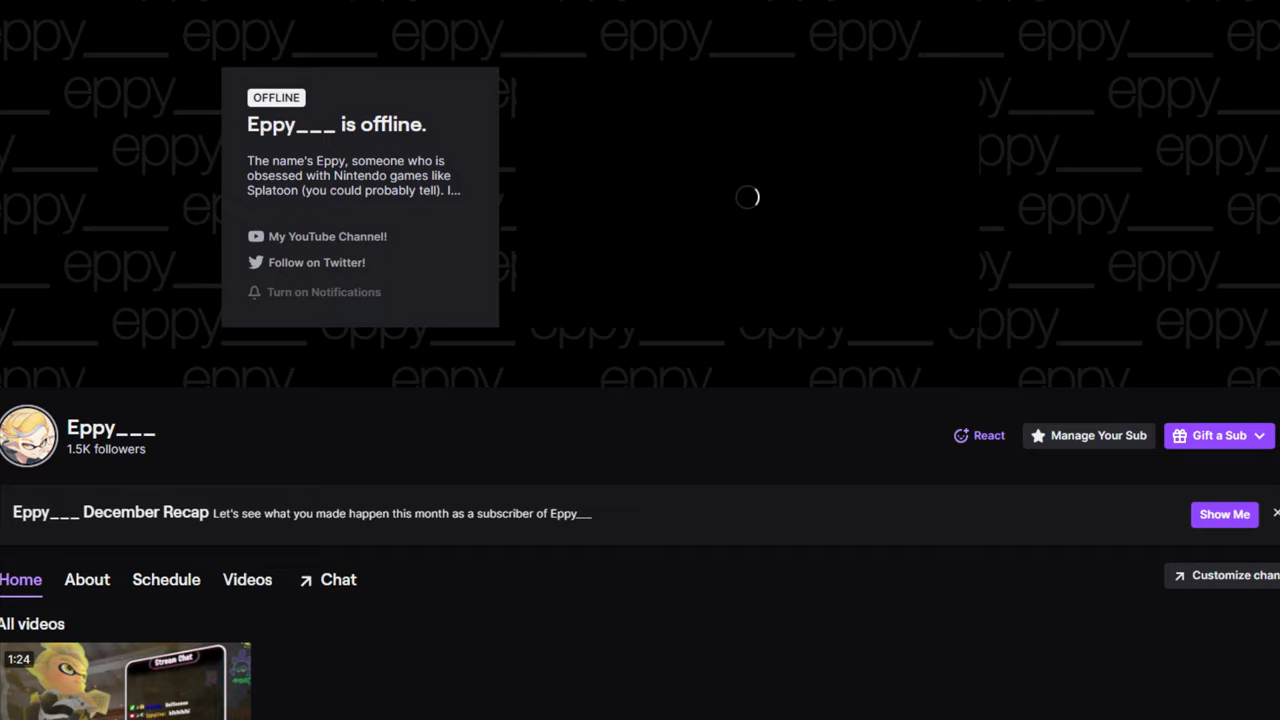 OFFLINE
Eppy___ is offline.
The name's Eppy, someone who is
obsessed with Nintendo games like
Splatoon (you could probably tell). I...
My YouTube Channel!
Follow on Twitter!
Turn on Notifications
Eppy___
1.5K followers
React
Manage Your Sub
Gift a Sub
Eppy___ December Recap Let's see what you made happen this month as a subscriber of Eppy___
Show Me
Home About Schedule Videos Chat
Customize chan
All videos
1:24
Stream Chat